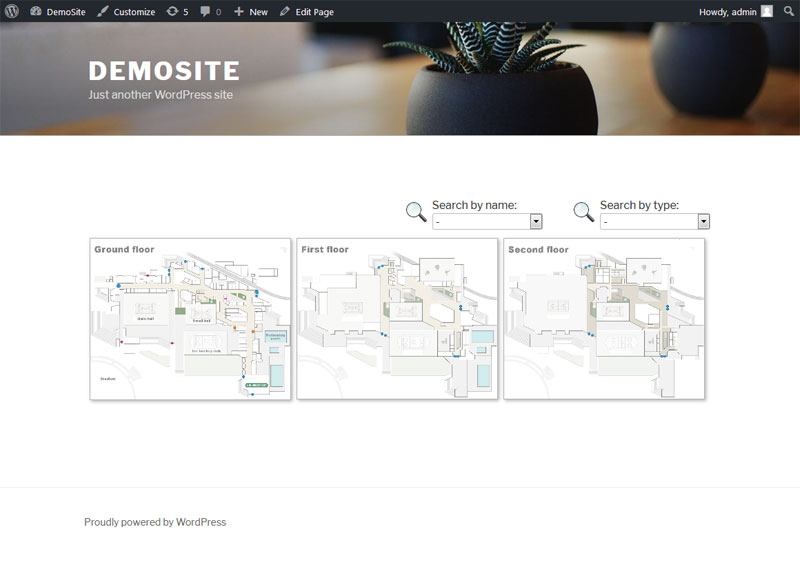 DemoSite Customize 5 0 New Edit Page Howdy, admin
DEMOSITE
Just another WordPress site
Search by name:
-
Search by type:
-
Ground floor
First floor
Second floor
Proudly powered by WordPress